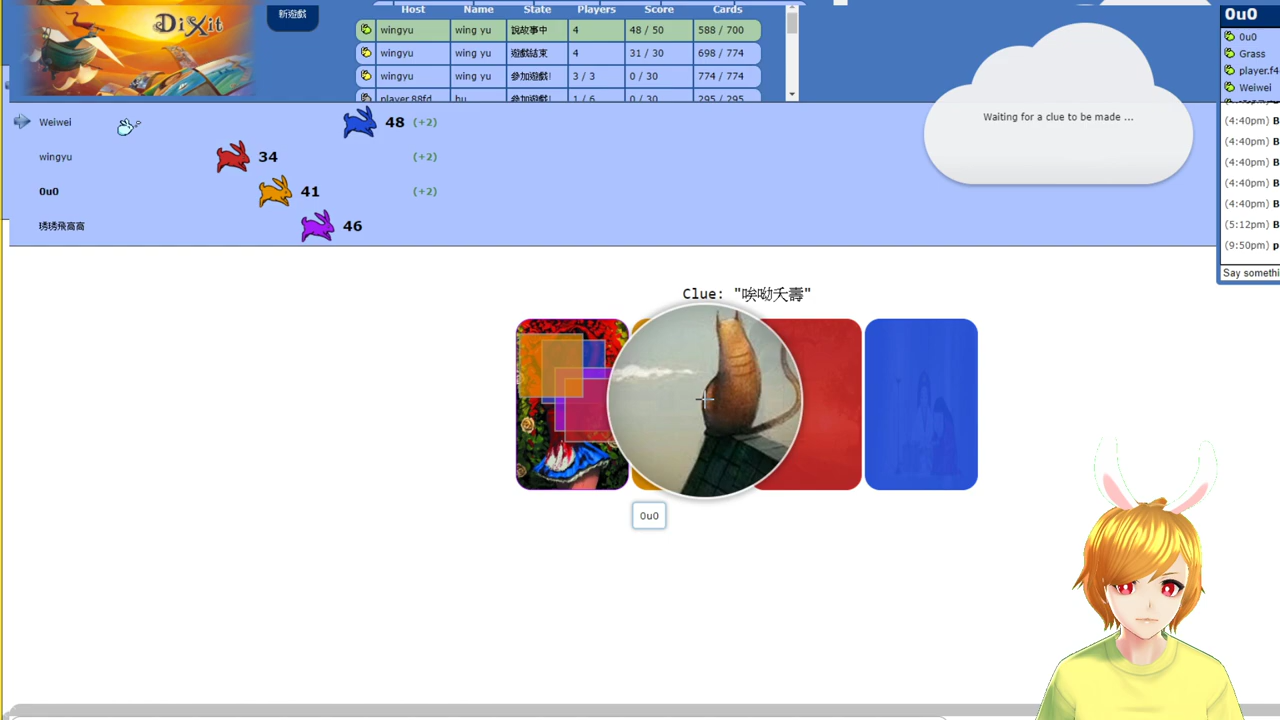 DiXit
新遊戲
Host Name State Players Score Cards
wingyu wing yu 說故事中 4 48 / 50 588 / 700
wingyu wing yu 遊戲結束 4 31 / 30 698 / 774
wingyu wing yu 參加遊戲! 3 / 3 0 / 30 774 / 774
player.88fd hu 參加遊戲! 1 / 6 0 / 30 295 / 295
Waiting for a clue to be made ...
0u0
0u0
Grass
player.f4
Weiwei
(4:40pm) B
(4:40pm) B
(4:40pm) B
(4:40pm) B
(4:40pm) B
(5:12pm) B
(9:50pm) p
Say somethi
Weiwei 48 (+2)
wingyu 34 (+2)
0u0 41 (+2)
琇琇飛高高 46
Clue: "唉呦夭壽"
0u0